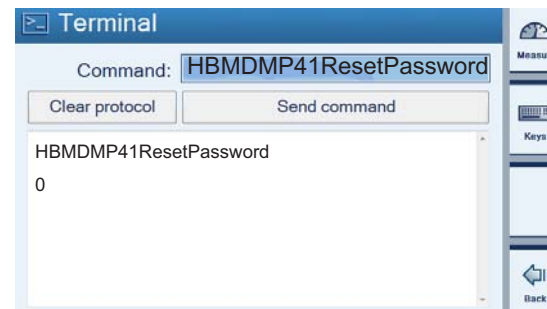 >_ Terminal
Command: HBMDMP41ResetPassword
Clear protocol Send command
HBMDMP41ResetPassword
0
Measu
Keys
Back